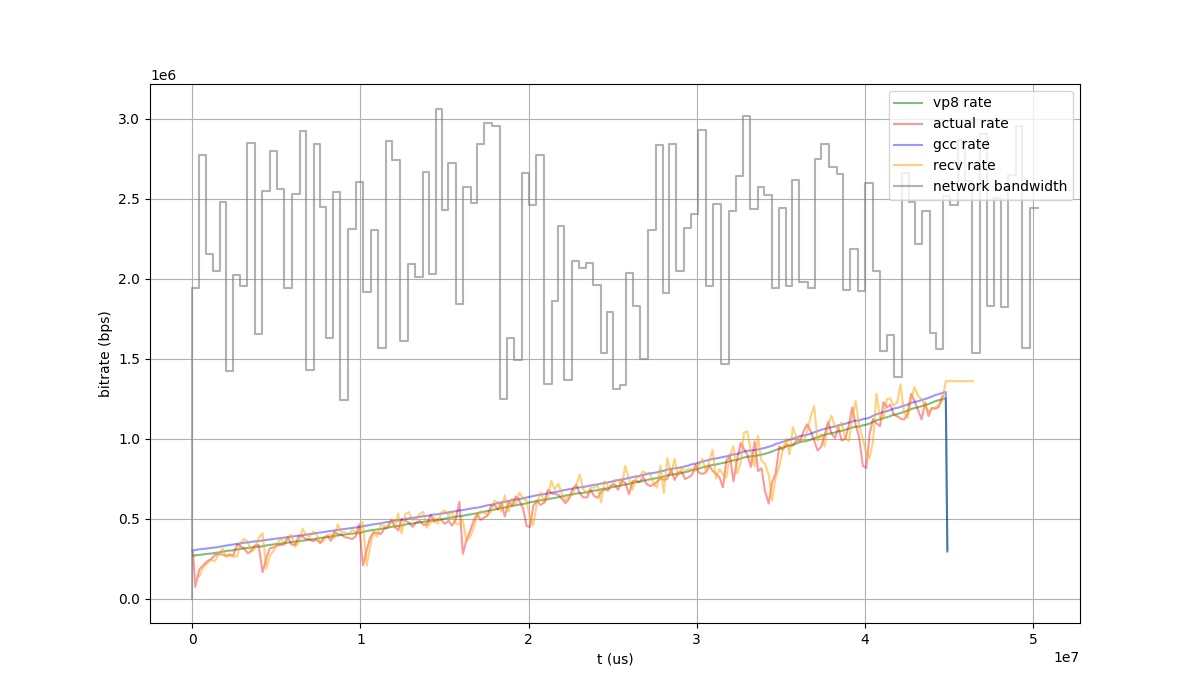 1e6
3.0
2.5
2.0
1.5
1.0
0.5
0.0
bitrate (bps)
vp8 rate
actual rate
gcc rate
recv rate
network bandwidth
0 1 2 3 4 5
t (us)
1e7